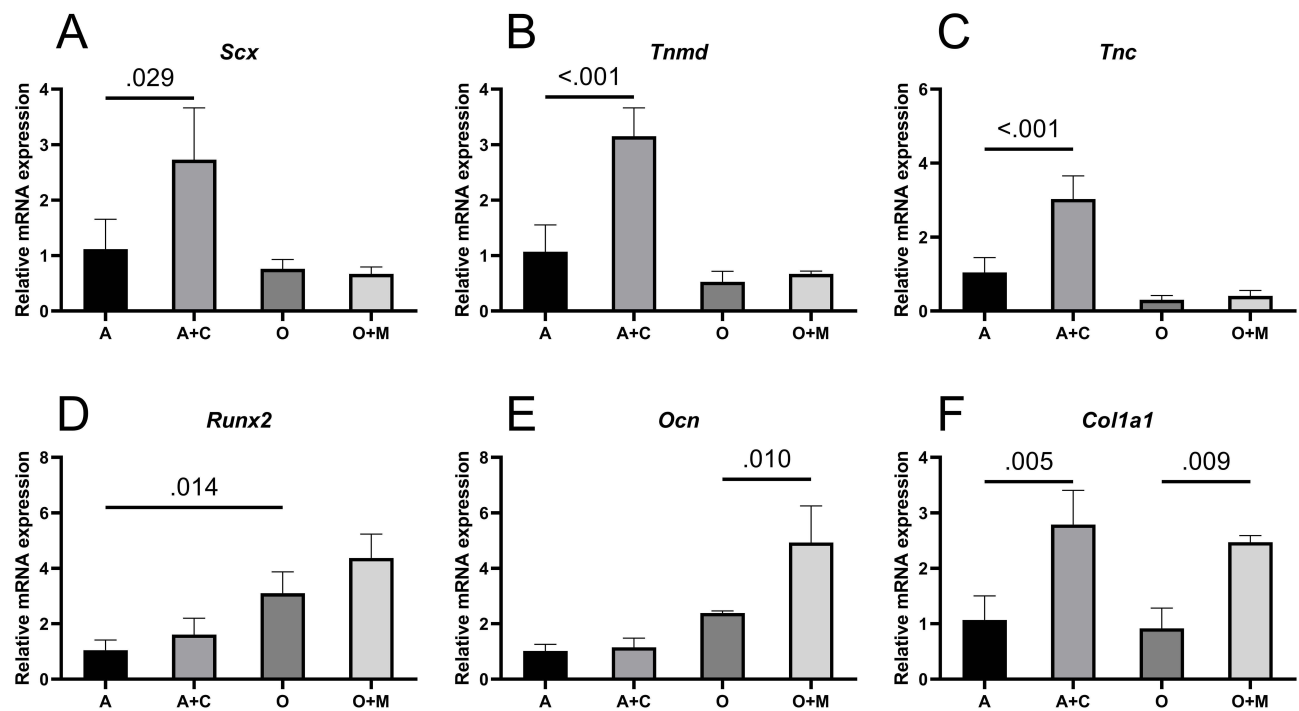 A
Scx
Relative mRNA expression
4
3
2
1
0
.029
A A+C O O+M
B
Tnmd
Relative mRNA expression
4
3
2
1
0
<.001
A A+C O O+M
C
Tnc
Relative mRNA expression
6
4
2
0
<.001
A A+C O O+M
D
Runx2
Relative mRNA expression
8
6
4
2
0
.014
A A+C O O+M
E
Ocn
Relative mRNA expression
8
6
4
2
0
.010
A A+C O O+M
F
Col1a1
Relative mRNA expression
4
3
2
1
0
.005 .009
A A+C O O+M